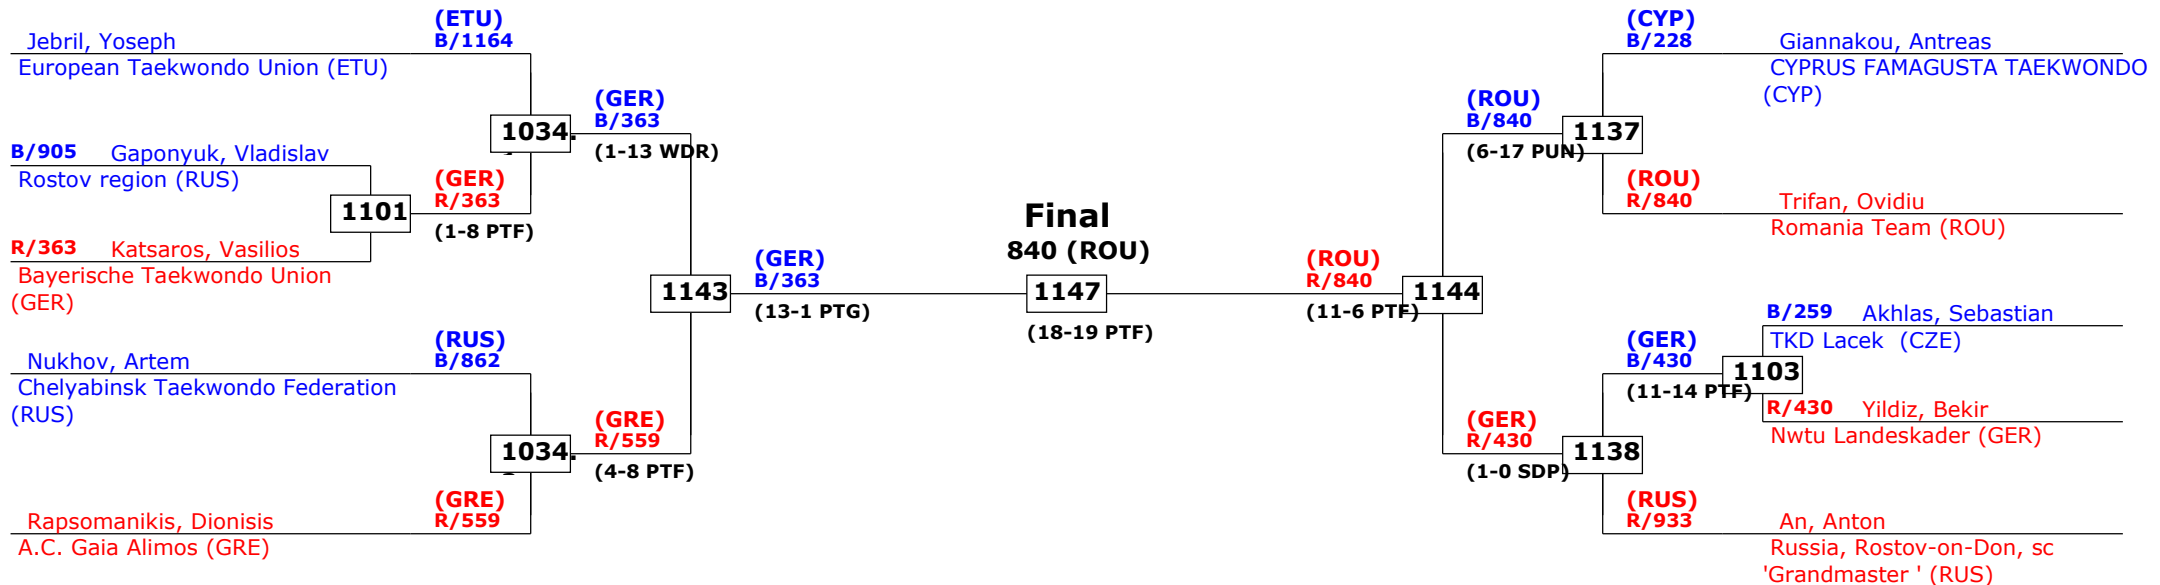 (ETU)
Jebril, Yoseph
B/1164
European Taekwondo Union (ETU)
(GER)
B/363
1034.
(1-13 WDR)
B/905
Gaponyuk, Vladislav
Rostov region (RUS)
(GER)
R/363
1101
(1-8 PTF)
R/363
Katsaros, Vasilios
Bayerische Taekwondo Union
(GER)
(GER)
B/363
1143
(13-1 PTG)
(RUS)
Nukhov, Artem
B/862
Chelyabinsk Taekwondo Federation
(RUS)
(GRE)
R/559
1034.
(4-8 PTF)
(GRE)
Rapsomanikis, Dionisis
R/559
A.C. Gaia Alimos (GRE)
Final
840 (ROU)
1147
(18-19 PTF)
(CYP)
B/228
Giannakou, Antreas
CYPRUS FAMAGUSTA TAEKWONDO
(CYP)
(ROU)
B/840
1137
(6-17 PUN)
(ROU)
R/840
Trifan, Ovidiu
Romania Team (ROU)
(ROU)
R/840
1144
(11-6 PTF)
B/259
Akhlas, Sebastian
TKD Lacek (CZE)
(GER)
B/430
1103
(11-14 PTF)
R/430
Yildiz, Bekir
Nwtu Landeskader (GER)
(GER)
R/430
1138
(1-0 SDP)
(RUS)
R/933
An, Anton
Russia, Rostov-on-Don, sc
'Grandmaster ' (RUS)